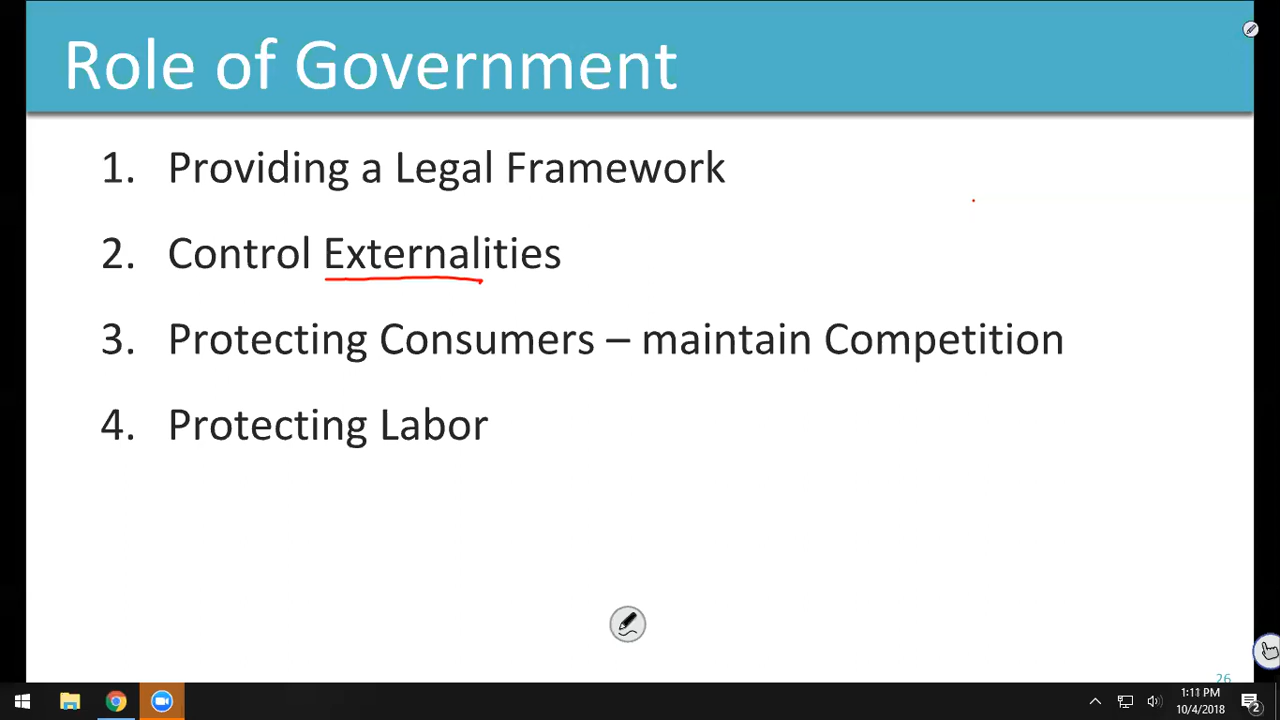 Role of Government
1. Providing a Legal Framework
2. Control Externalities
3. Protecting Consumers – maintain Competition
4. Protecting Labor
26
1:11 PM
10/4/2018
2